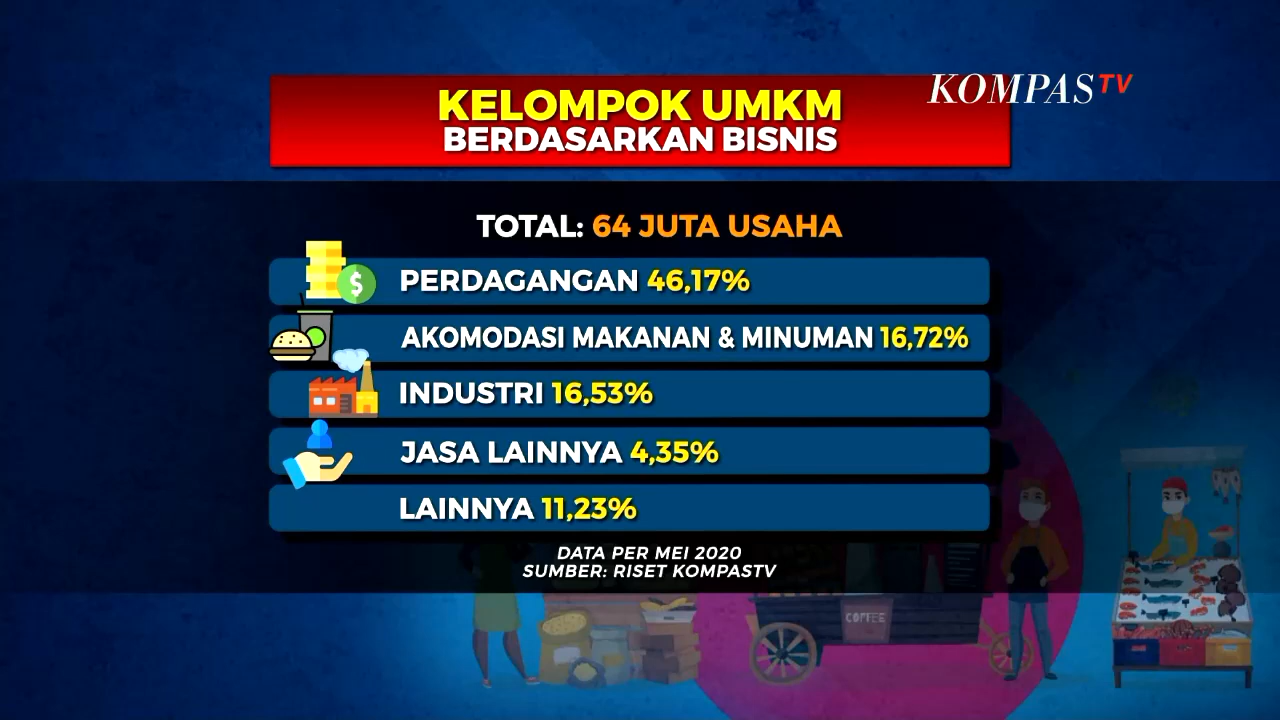 KOMPASTV
KELOMPOK UMKM
BERDASARKAN BISNIS
TOTAL: 64 JUTA USAHA
PERDAGANGAN 46,17%
AKOMODASI MAKANAN & MINUMAN 16,72%
INDUSTRI 16,53%
JASA LAINNYA 4,35%
LAINNYA 11,23%
DATA PER MEI 2020
SUMBER: RISET KOMPASTV
COFFEE